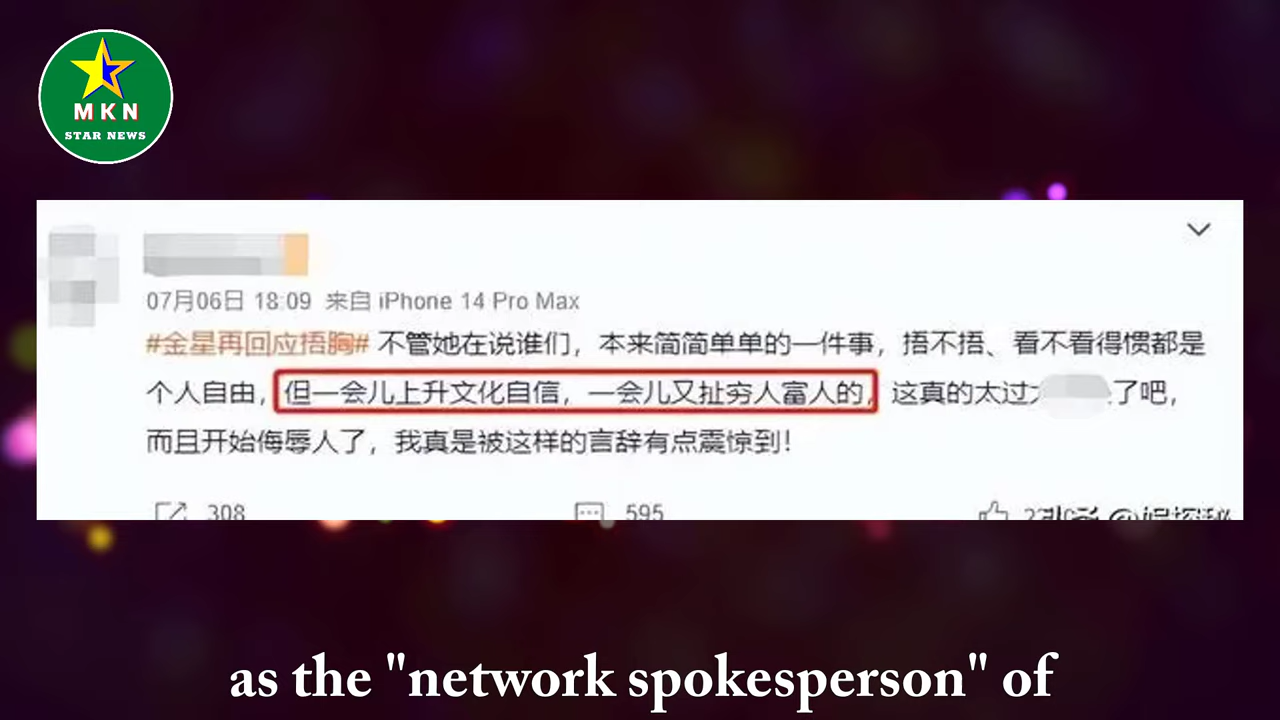 MKN
STAR NEWS
07月06日 18:09 来自 iPhone 14 Pro Max
#金星再回应捂胸# 不管她在说谁们，本来简简单单的一件事，捂不捂、看不看得惯都是
个人自由，但一会儿上升文化自信，一会儿又扯穷人富人的，这真的太过 了吧，
而且开始侮辱人了，我真是被这样的言辞有点震惊到！
308
595
as the "network spokesperson" of